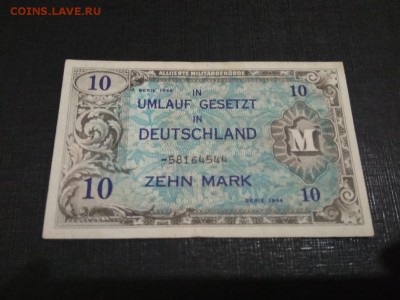 COINS.LAVE.RU
ALLIIERTE MILITÄRBEHÖRDE
SERIE 1944
10 IN 10
UMLAUF GESETZT
IN
DEUTSCHLAND
M
-58164544
10 ZEHN MARK 10
SERIE 1944